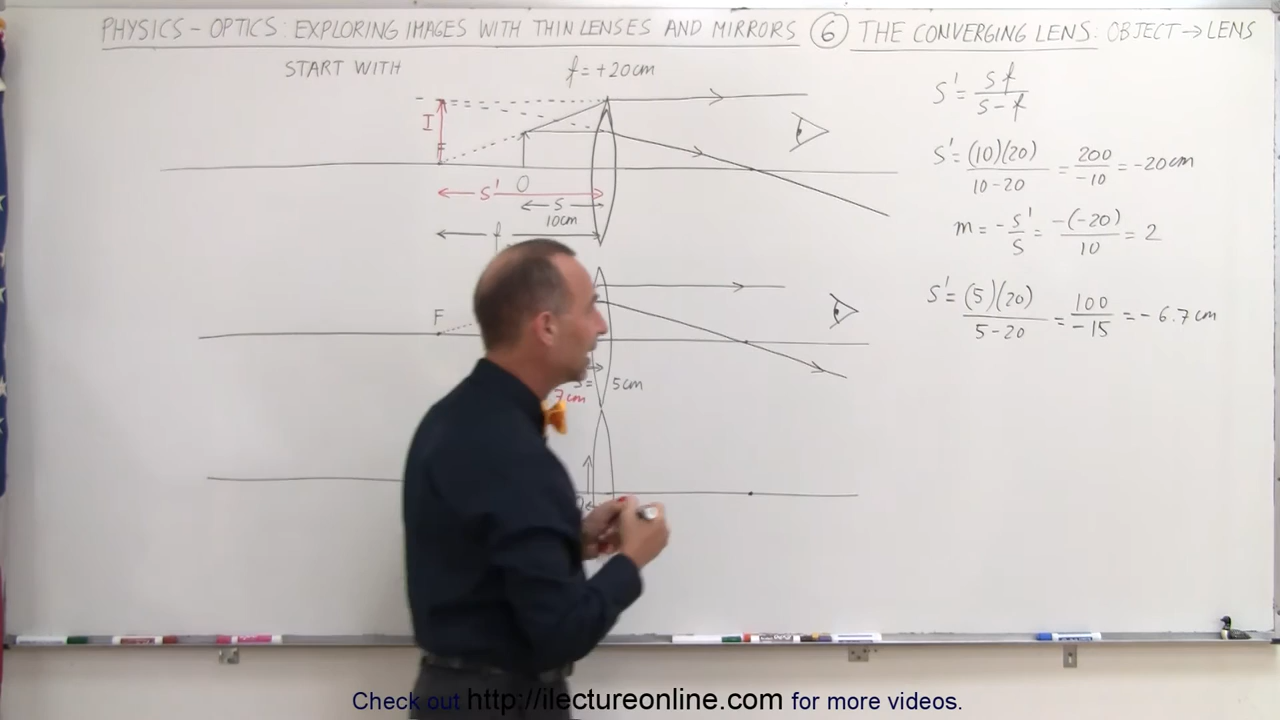 PHYSICS - OPTICS: EXPLORING IMAGES WITH THIN LENSES AND MIRRORS ⑥ THE CONVERGING LENS: OBJECT → LENS
START WITH
f = +20cm
I
F
S'
O
S
10cm
f
F
S =
5cm
7cm
S' = sf / s - f
S' = (10)(20) / 10 - 20 = 200 / -10 = -20cm
m = - S' / S = -(-20) / 10 = 2
S' = (5)(20) / 5 - 20 = 100 / -15 = - 6.7 cm
Check out http://ilectureonline.com for more videos.